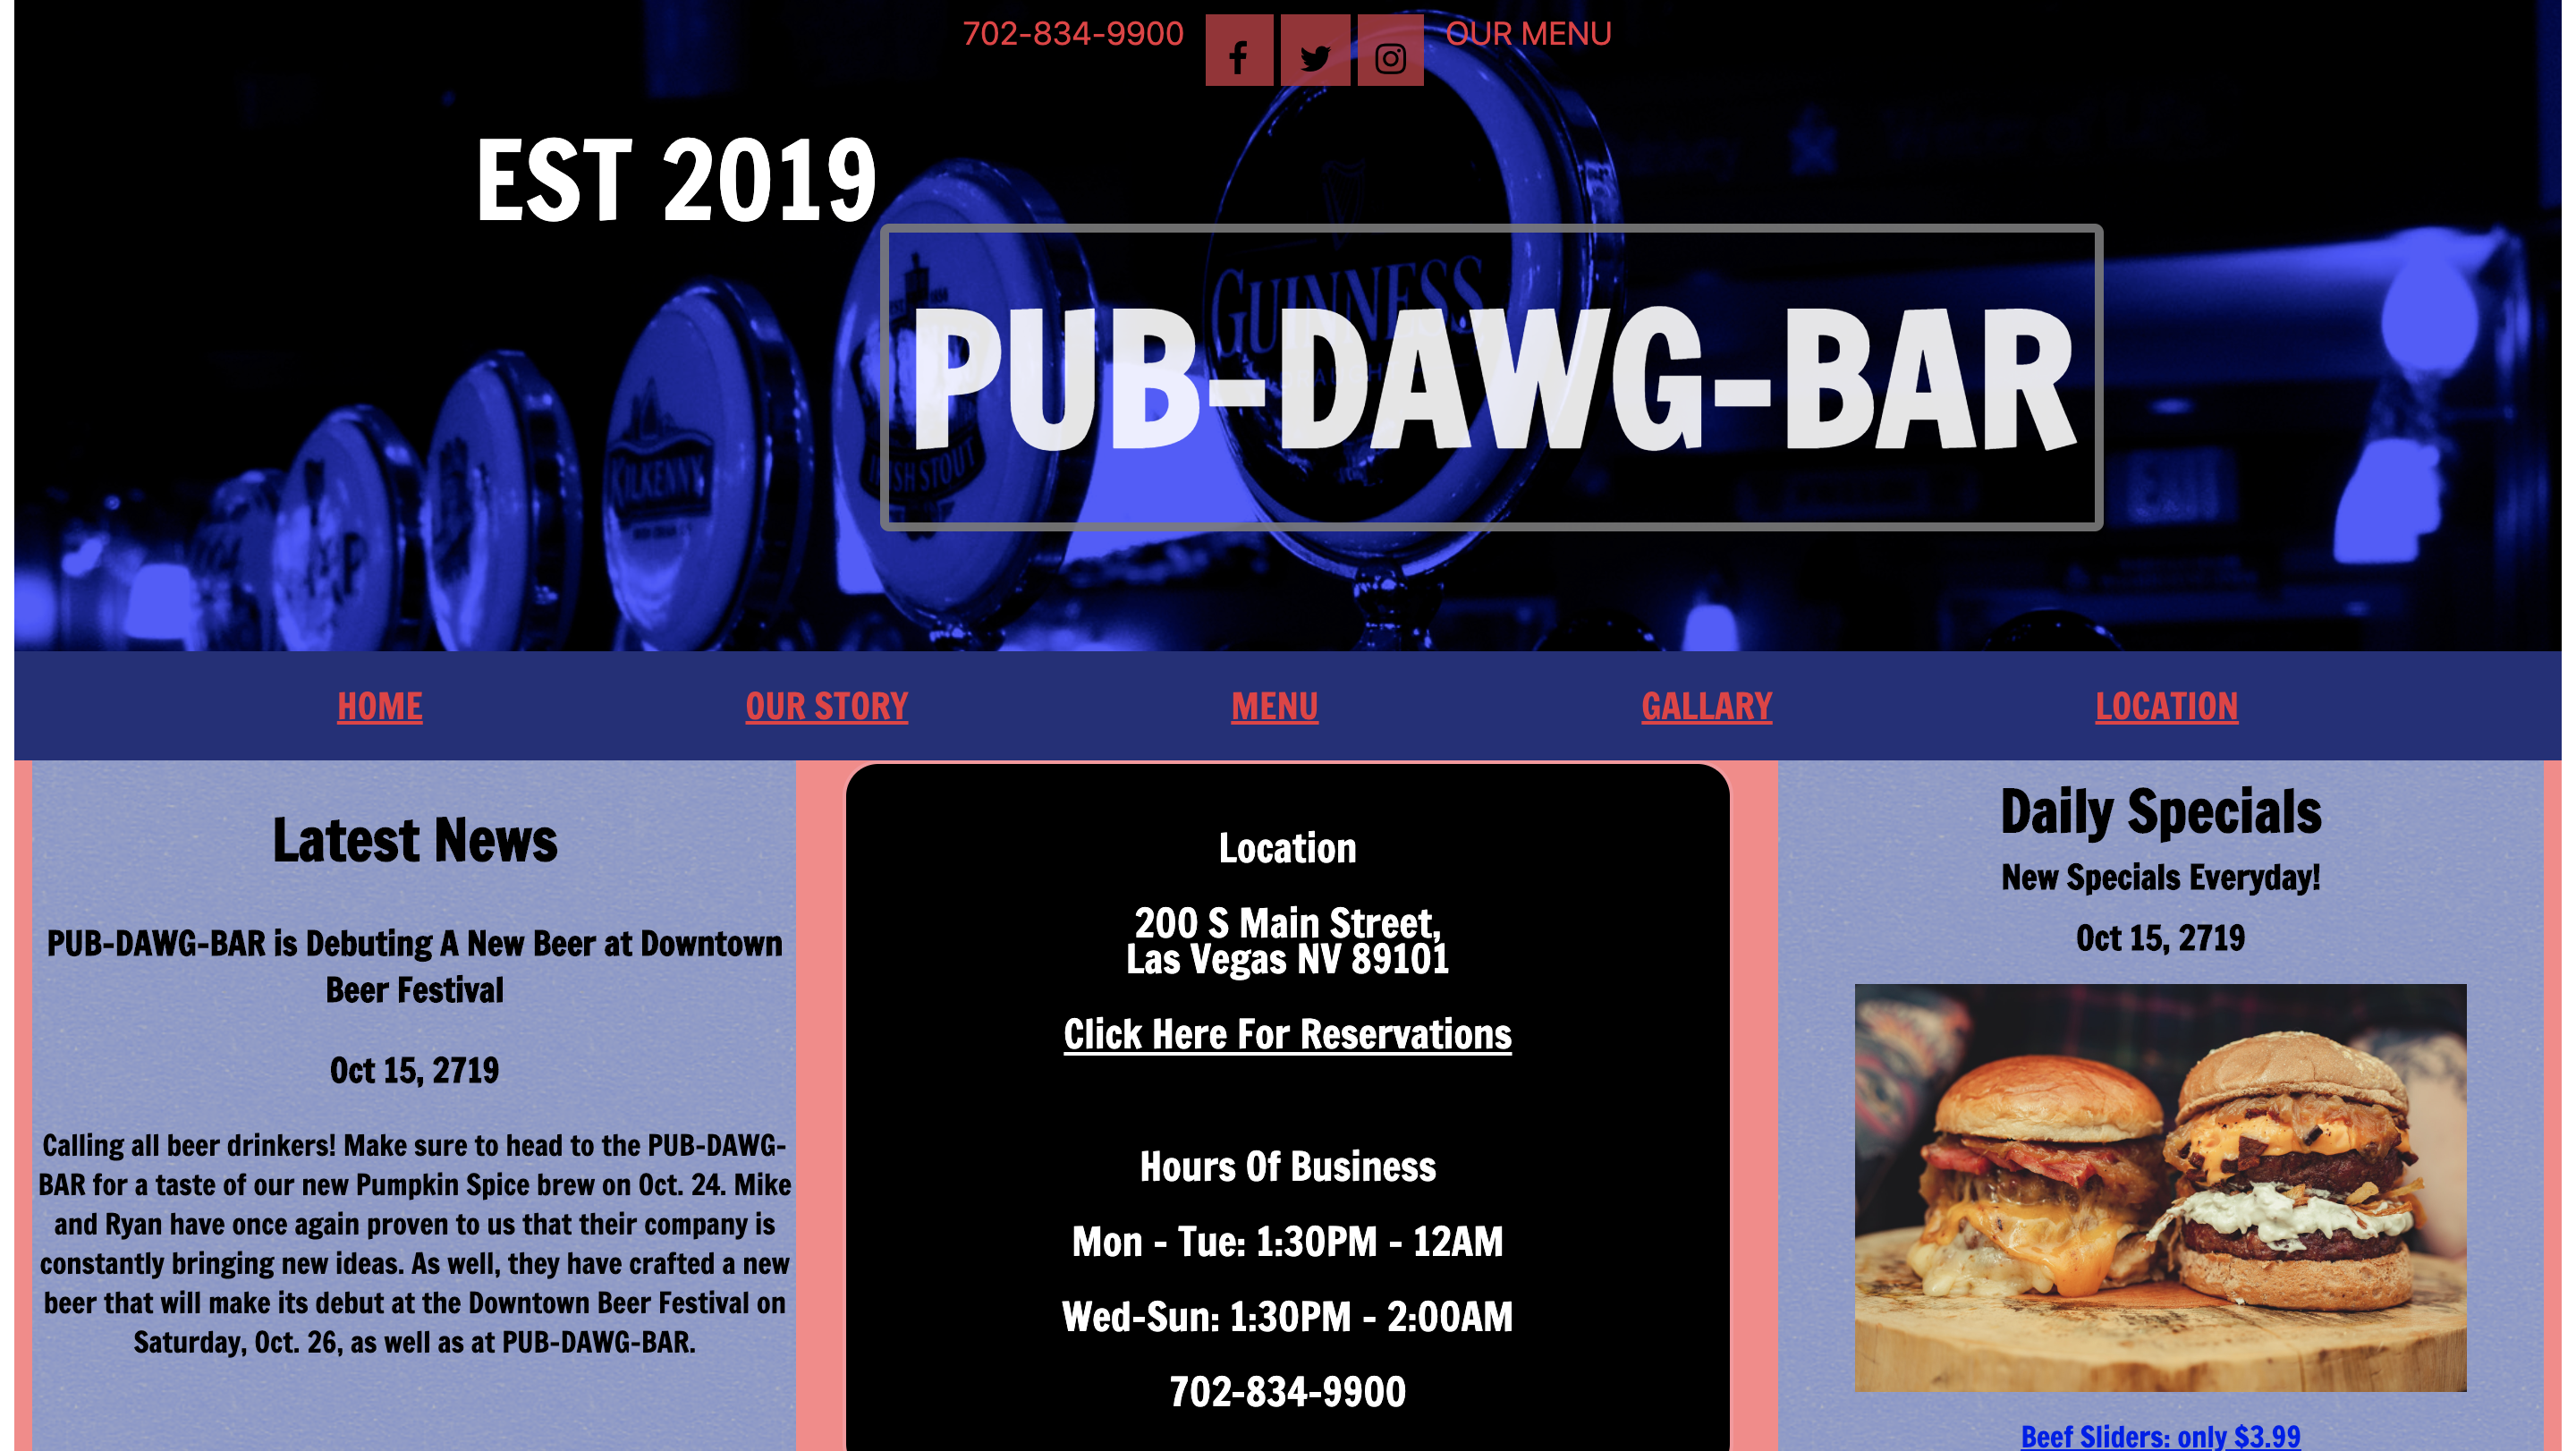 702-834-9900
OUR MENU
EST 2019
GUINNESS
PUB-DAWG-BAR
KILKENNY
IRISH STOUT
HOME
OUR STORY
MENU
GALLARY
LOCATION
Latest News
PUB-DAWG-BAR is Debuting A New Beer at Downtown
Beer Festival
Oct 15, 2719
Calling all beer drinkers! Make sure to head to the PUB-DAWG-
BAR for a taste of our new Pumpkin Spice brew on Oct. 24. Mike
and Ryan have once again proven to us that their company is
constantly bringing new ideas. As well, they have crafted a new
beer that will make its debut at the Downtown Beer Festival on
Saturday, Oct. 26, as well as at PUB-DAWG-BAR.
Location
200 S Main Street,
Las Vegas NV 89101
Click Here For Reservations
Hours Of Business
Mon - Tue: 1:30PM - 12AM
Wed-Sun: 1:30PM - 2:00AM
702-834-9900
Daily Specials
New Specials Everyday!
Oct 15, 2719
Beef Sliders: only $3.99